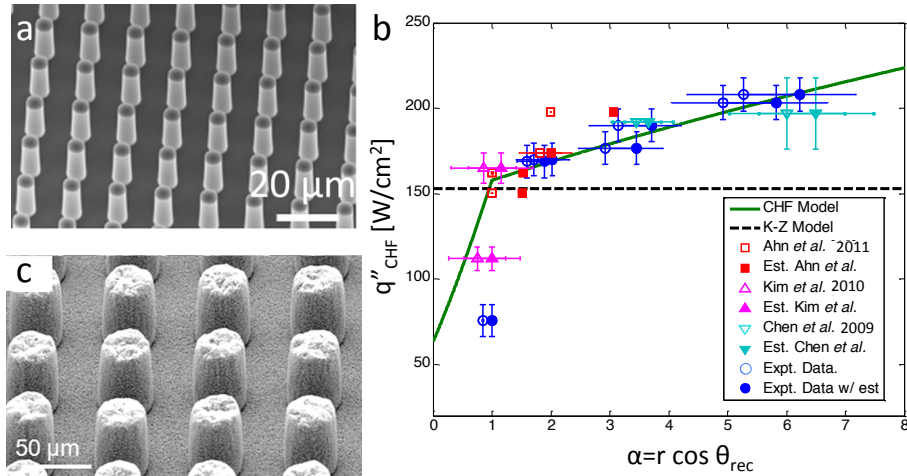 a
20 µm
c
50 µm
b
q″CHF [W/cm2]
250
200
150
100
50
0
1
2
3
4
5
6
7
8
α=r cos θrec
CHF Model
K-Z Model
Ahn et al. 2011
Est. Ahn et al.
Kim et al. 2010
Est. Kim et al.
Chen et al. 2009
Est. Chen et al.
Expt. Data.
Expt. Data w/ est